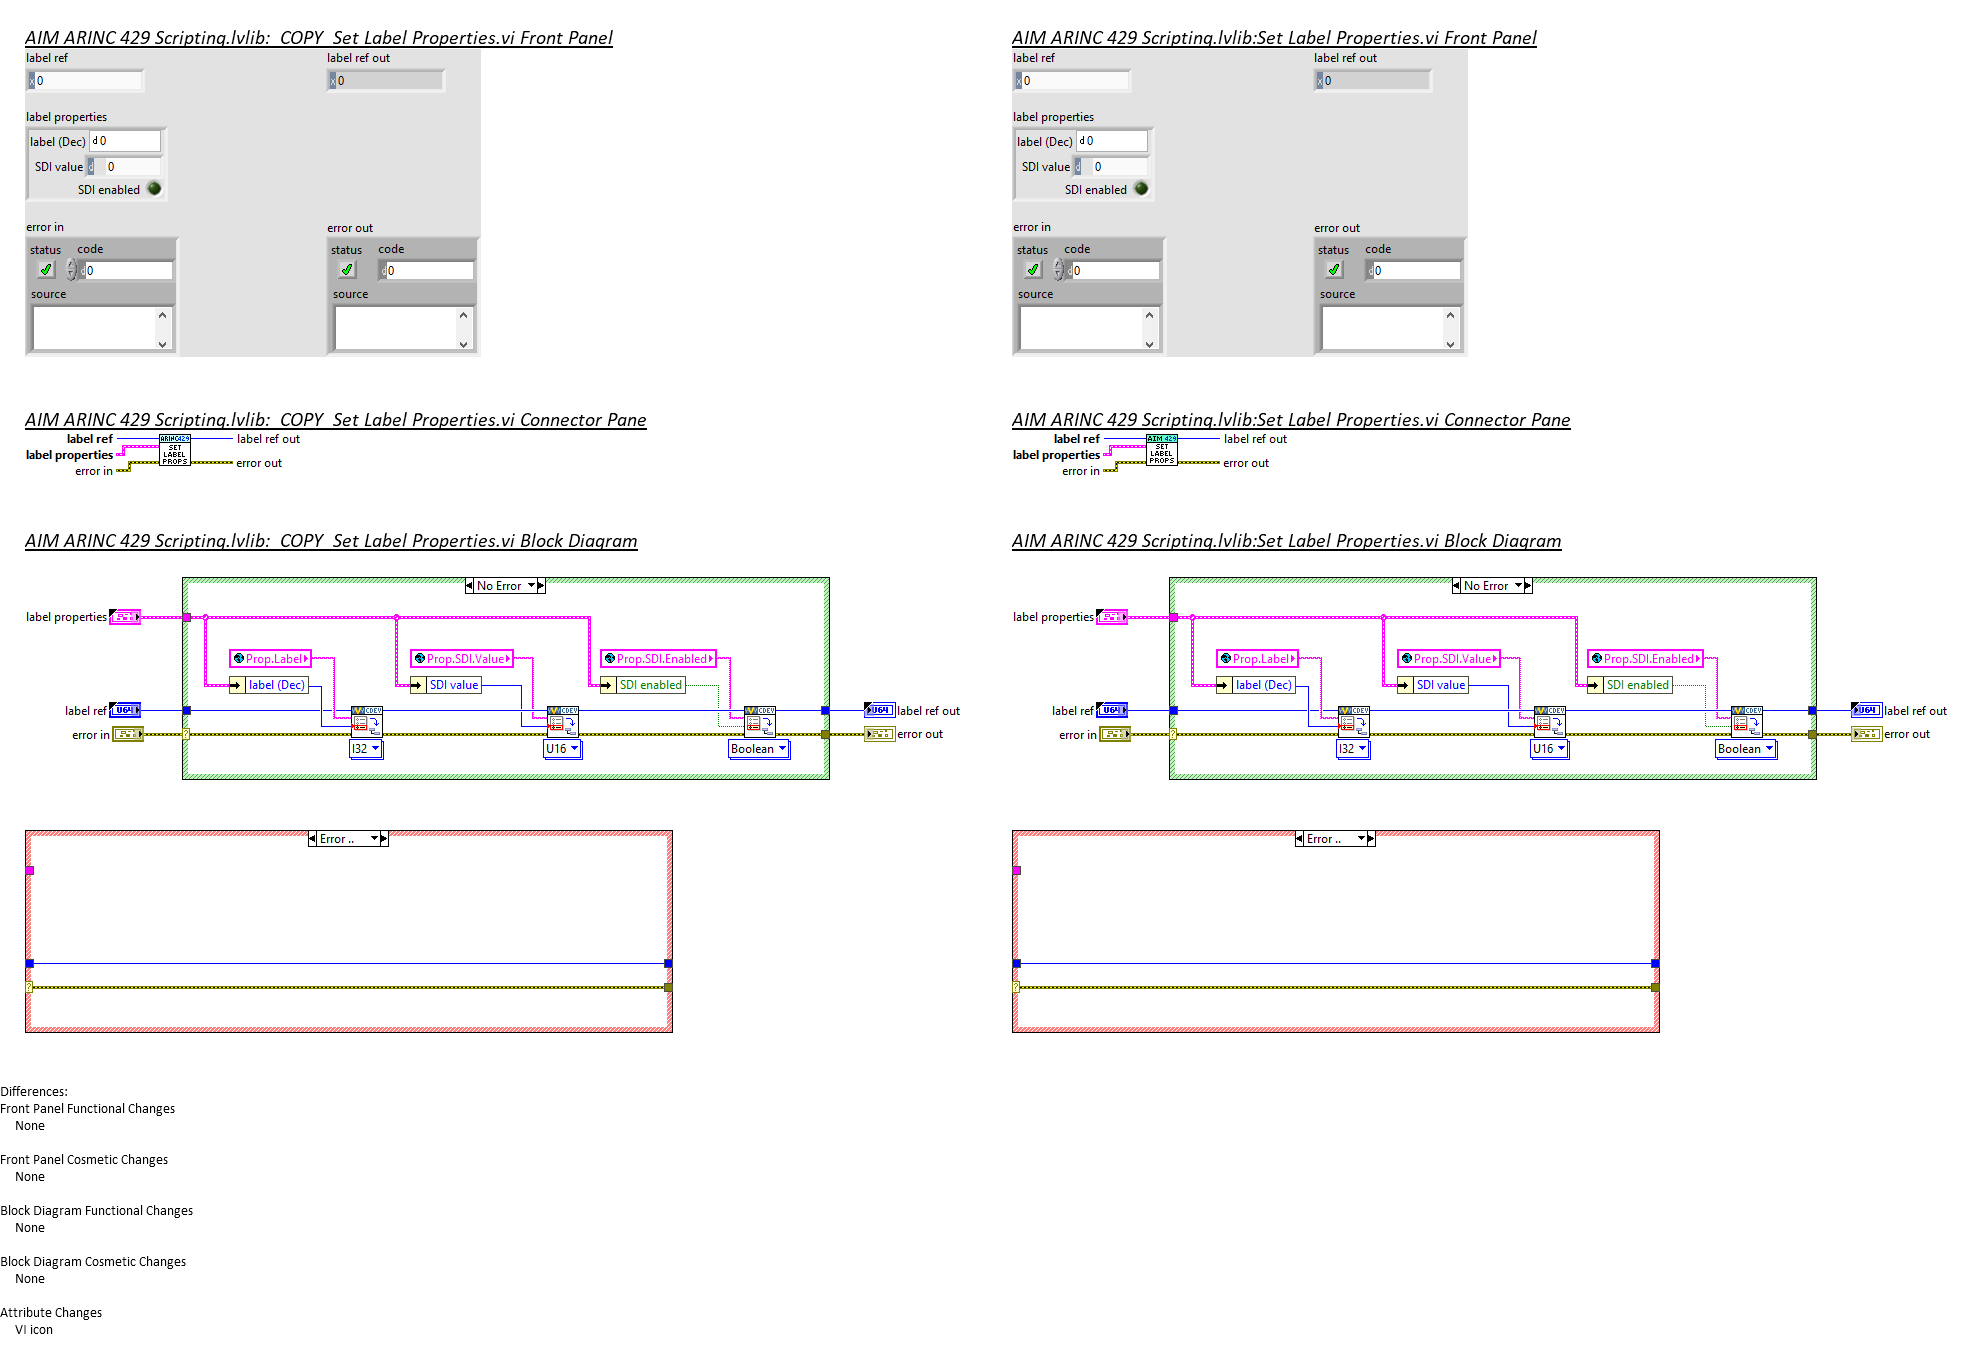 AIM ARINC 429 Scripting.lvlib:_COPY_Set Label Properties.vi Front Panel
label ref
x 0
label ref out
x 0
label properties
label (Dec) d 0
SDI value d 0
SDI enabled
error in
status code
d 0
source
error out
status code
d 0
source
AIM ARINC 429 Scripting.lvlib:_COPY_Set Label Properties.vi Connector Pane
label ref
label properties
error in
ARINC429
SET
LABEL
PROPS
label ref out
error out
AIM ARINC 429 Scripting.lvlib:_COPY_Set Label Properties.vi Block Diagram
No Error
label properties
Prop.Label
Prop.SDI.Value
Prop.SDI.Enabled
label (Dec)
SDI value
SDI enabled
label ref U64
CDEV
CDEV
CDEV
U64 label ref out
error in
?
error out
I32
U16
Boolean
Error ..
?
AIM ARINC 429 Scripting.lvlib:Set Label Properties.vi Front Panel
label ref
x 0
label ref out
x 0
label properties
label (Dec) d 0
SDI value d 0
SDI enabled
error in
status code
d 0
source
error out
status code
d 0
source
AIM ARINC 429 Scripting.lvlib:Set Label Properties.vi Connector Pane
label ref
label properties
error in
AIM 429
SET
LABEL
PROPS
label ref out
error out
AIM ARINC 429 Scripting.lvlib:Set Label Properties.vi Block Diagram
No Error
label properties
Prop.Label
Prop.SDI.Value
Prop.SDI.Enabled
label (Dec)
SDI value
SDI enabled
label ref U64
CDEV
CDEV
CDEV
U64 label ref out
error in
?
error out
I32
U16
Boolean
Error ..
?
Differences:
Front Panel Functional Changes
None
Front Panel Cosmetic Changes
None
Block Diagram Functional Changes
None
Block Diagram Cosmetic Changes
None
Attribute Changes
VI icon